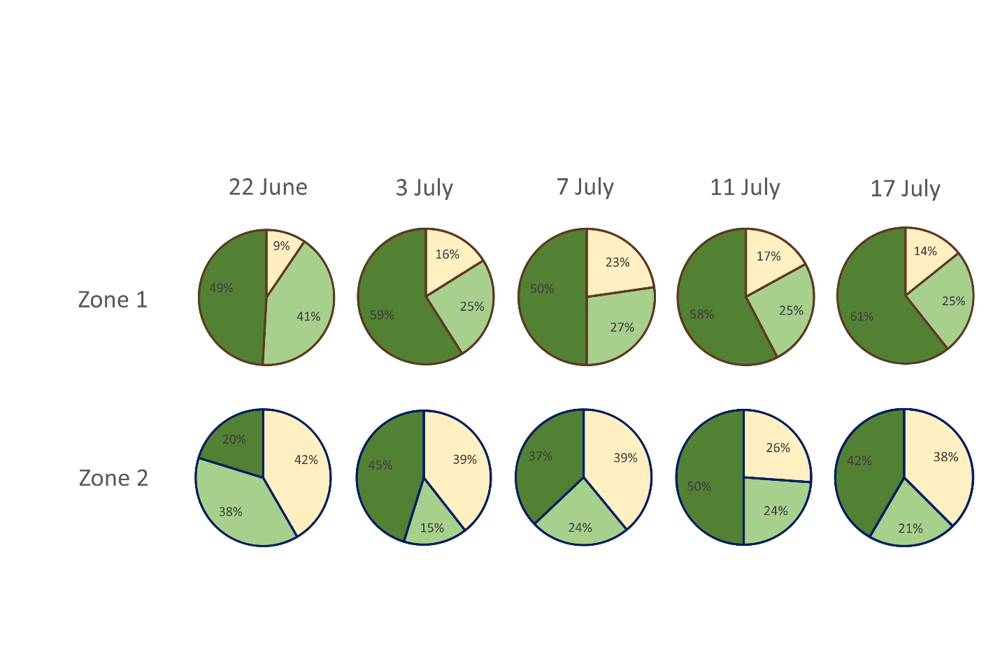 22 June 3 July 7 July 11 July 17 July
Zone 1
9% 41% 49%
16% 25% 59%
23% 27% 50%
17% 25% 58%
14% 25% 61%
Zone 2
42% 38% 20%
39% 15% 45%
39% 24% 37%
26% 24% 50%
38% 21% 42%